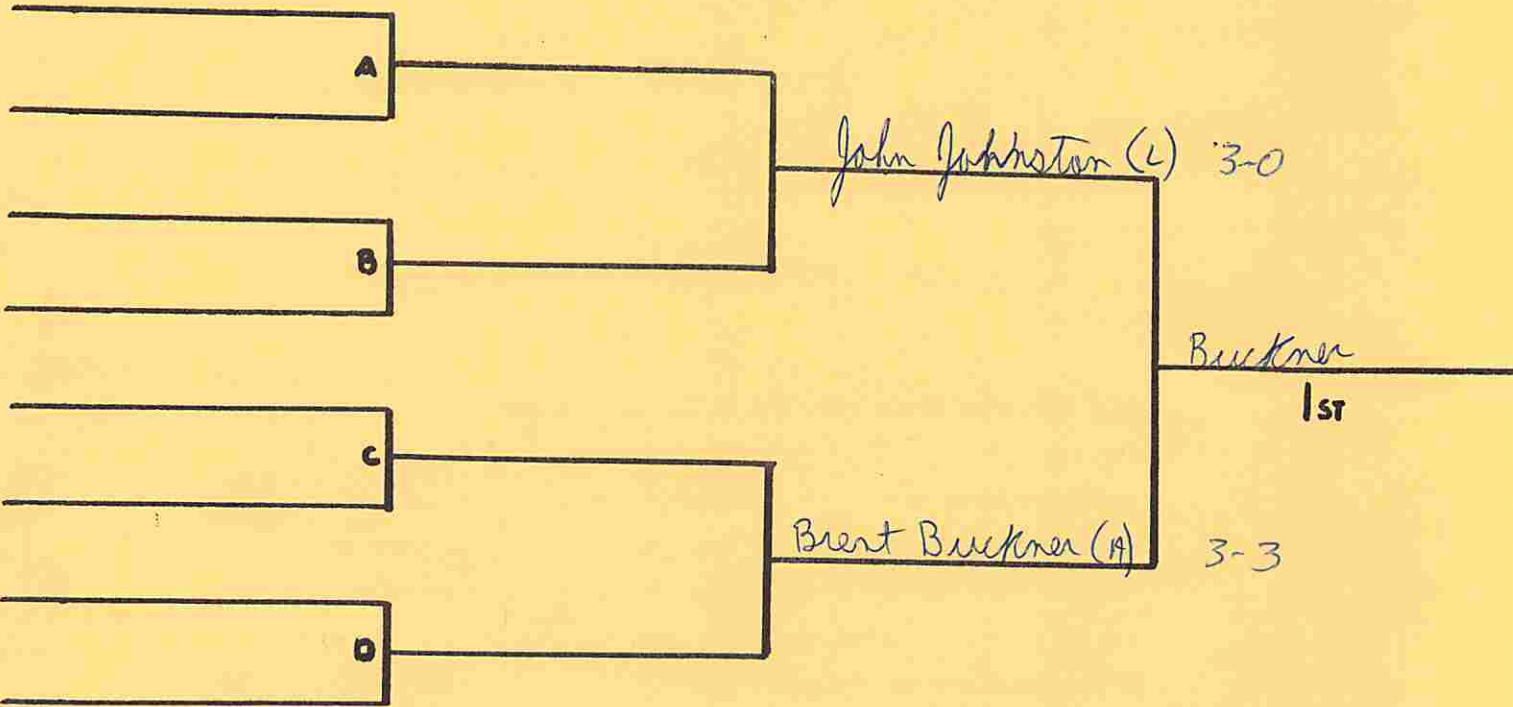 A
John Johnston (L) 3-0
B
Buckner
1ST
C
Brent Buckner (A) 3-3
D